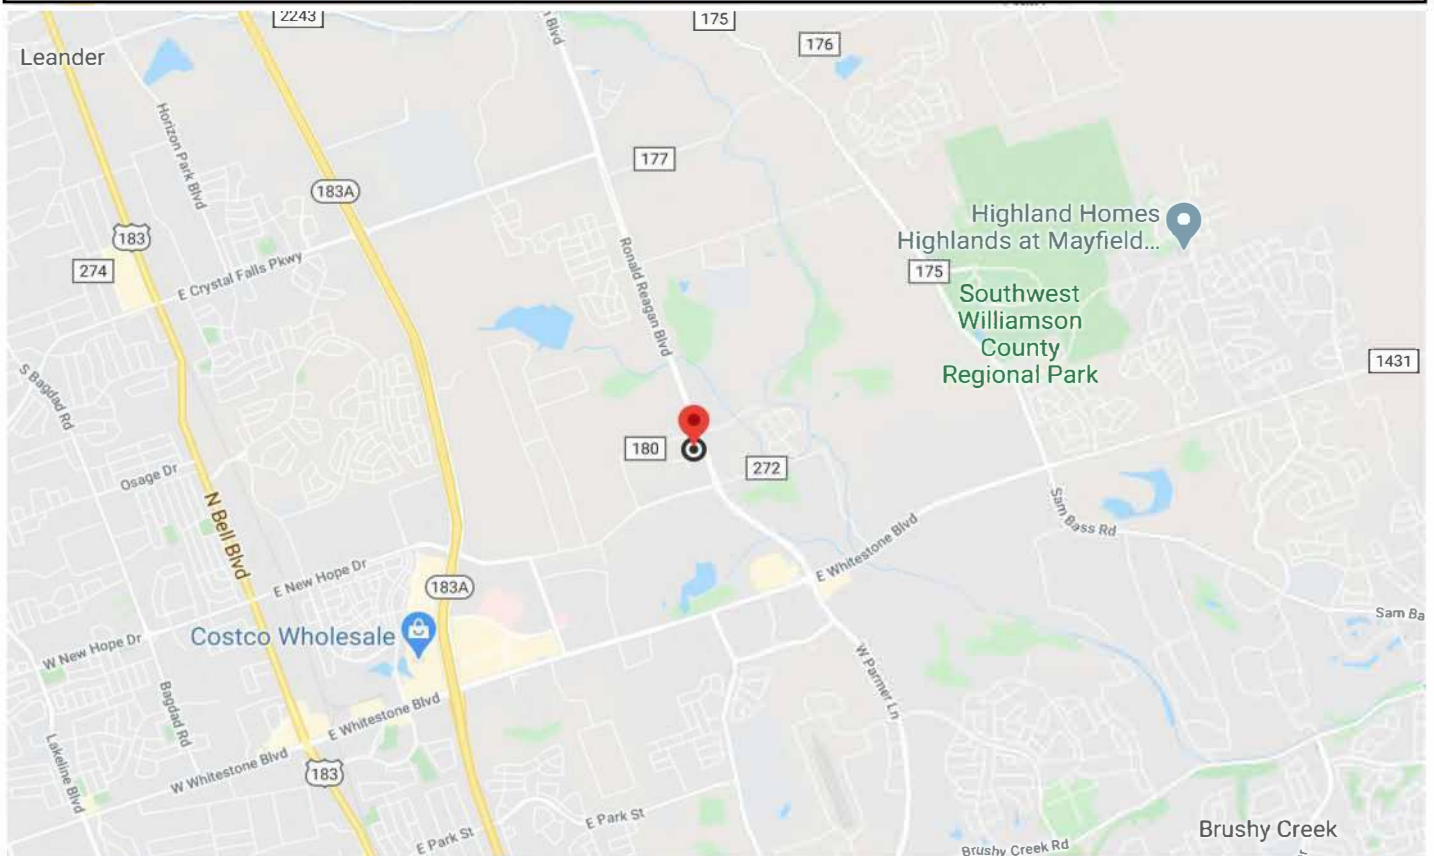 2243
175
176
Leander
n Blvd
Horizon Park Blvd
177
183A
183
274
E Crystal Falls Pkwy
Ronald Reagan Blvd
Highland Homes
Highlands at Mayfield...
175
Southwest
Williamson
County
Regional Park
1431
S Bagdad Rd
180
272
Osage Dr
N Bell Blvd
Sam Bass Rd
E Whitestone Blvd
E New Hope Dr
183A
Costco Wholesale
Sam Ba
W New Hope Dr
W Parmer Ln
Bagdad Rd
E Whitestone Blvd
Lakeline Blvd
W Whitestone Blvd
183
E Park St
E Park St
Brushy Creek
Brushy Creek Rd